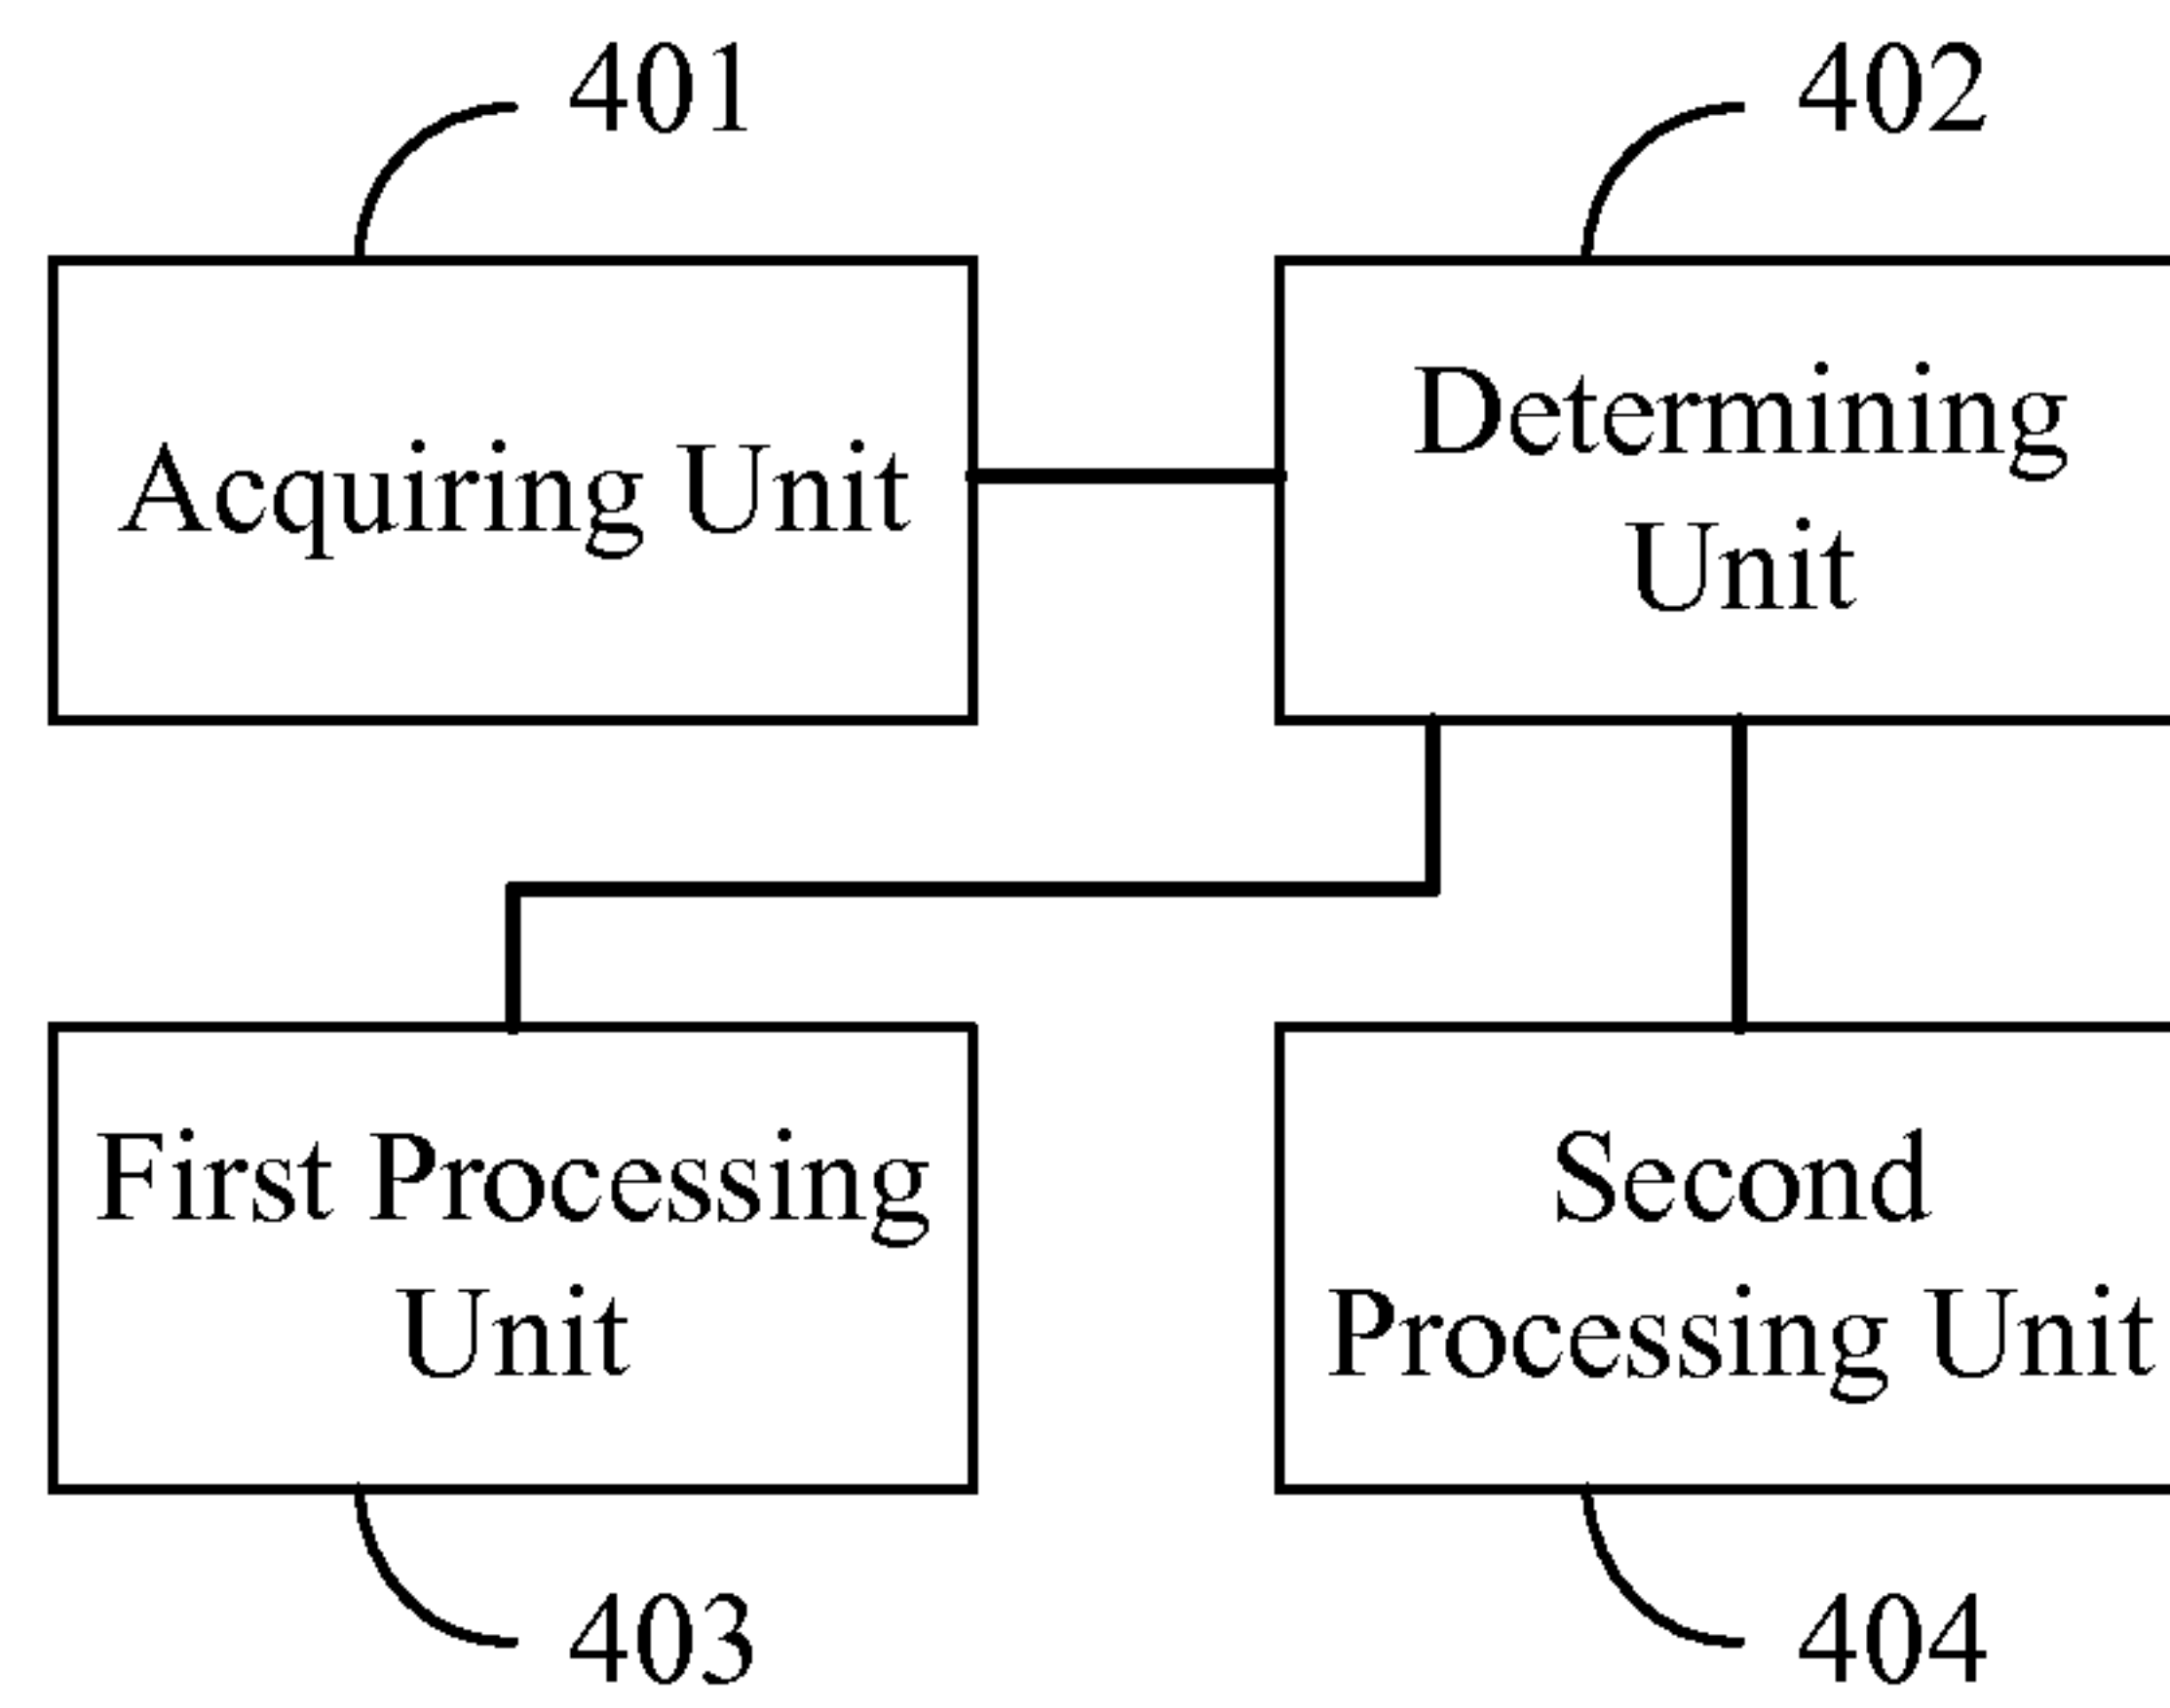 401
402
Acquiring Unit
Determining
Unit
First Processing
Unit
Second
Processing Unit
403
404